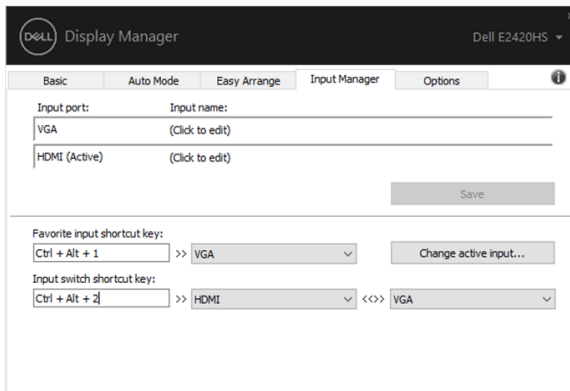 DELL Display Manager
Dell E2420HS
Basic Auto Mode Easy Arrange Input Manager Options
Input port: Input name:
VGA (Click to edit)
HDMI (Active) (Click to edit)
Save
Favorite input shortcut key:
Ctrl + Alt + 1 >> VGA Change active input...
Input switch shortcut key:
Ctrl + Alt + 2 >> HDMI <<>> VGA